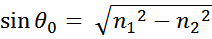 sin θ₀ = √(n₁² − n₂²)